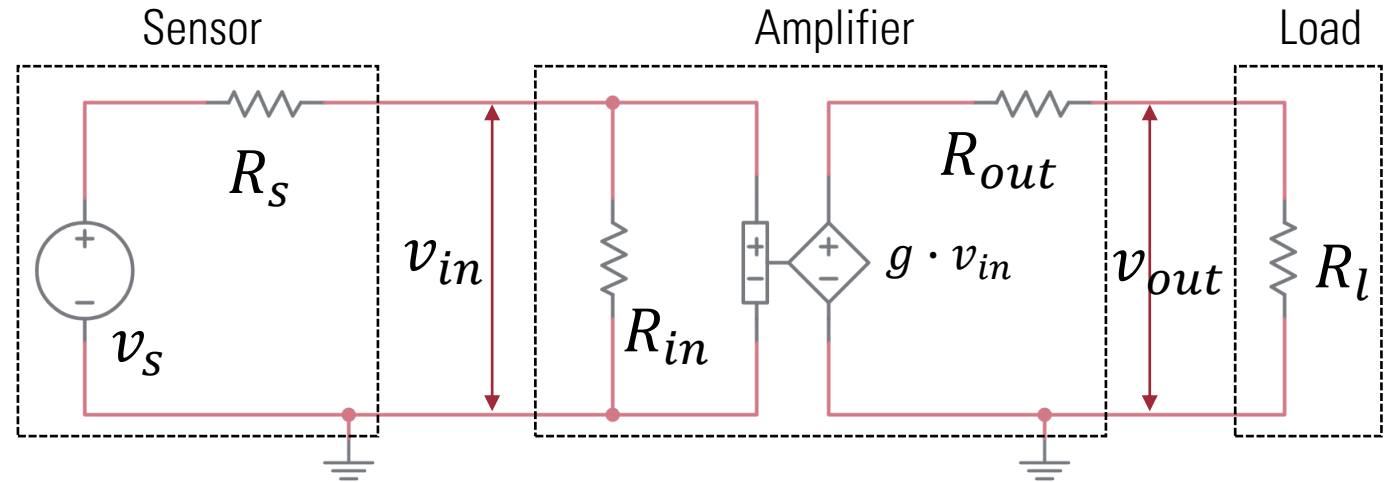 Sensor
Amplifier
Load
R_s
R_out
v_in
g · v_in
v_out
R_l
R_in
v_s